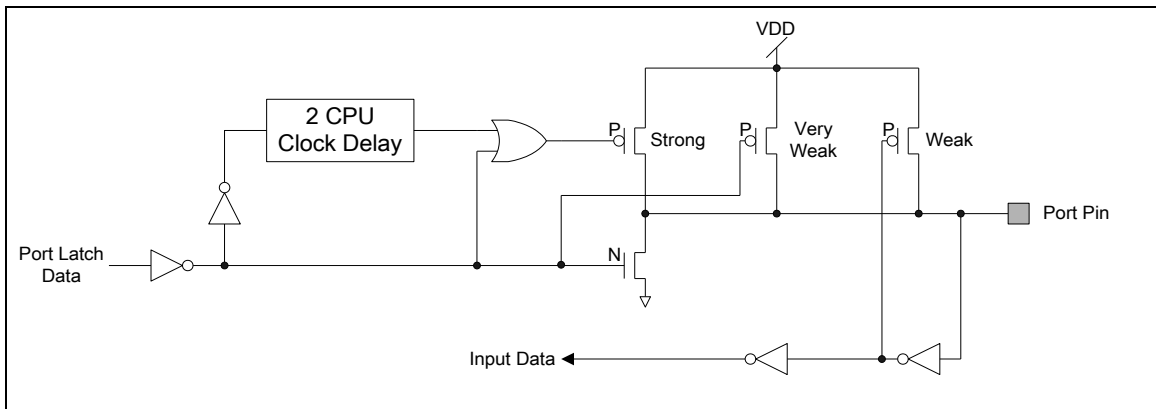 VDD
2 CPU
Clock Delay
P
Strong
P
Very
Weak
P
Weak
Port Pin
Port Latch
Data
N
Input Data